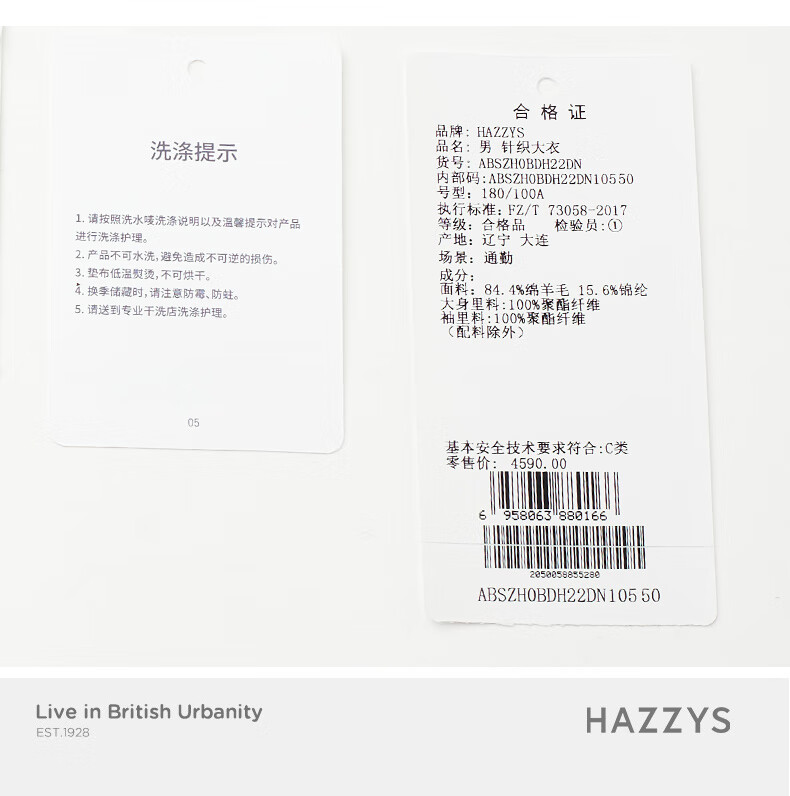 洗涤提示
1. 请按照洗水唛洗涤说明以及温馨提示对产品
进行洗涤护理。
2. 产品不可水洗,避免造成不可逆的损伤。
3. 垫布低温熨烫,不可烘干。
4. 换季储藏时,请注意防霉、防蛀。
5. 请送到专业干洗店洗涤护理。
05
合格证
品牌: HAZZYS
品名: 男 针织大衣
货号: ABSZH0BDH22DN
内部码:ABSZH0BDH22DN10550
号型: 180/100A
执行标准: FZ/T 73058-2017
等级: 合格品 检验员:①
产地: 辽宁 大连
场景: 通勤
成分:
面料: 84.4%绵羊毛 15.6%锦纶
大身里料:100%聚酯纤维
袖里料:100%聚酯纤维
(配料除外)
基本安全技术要求符合:C类
零售价: 4590.00
6 958063 880166
2050058855280
ABSZH0BDH22DN10550
Live in British Urbanity
EST.1928
HAZZYS